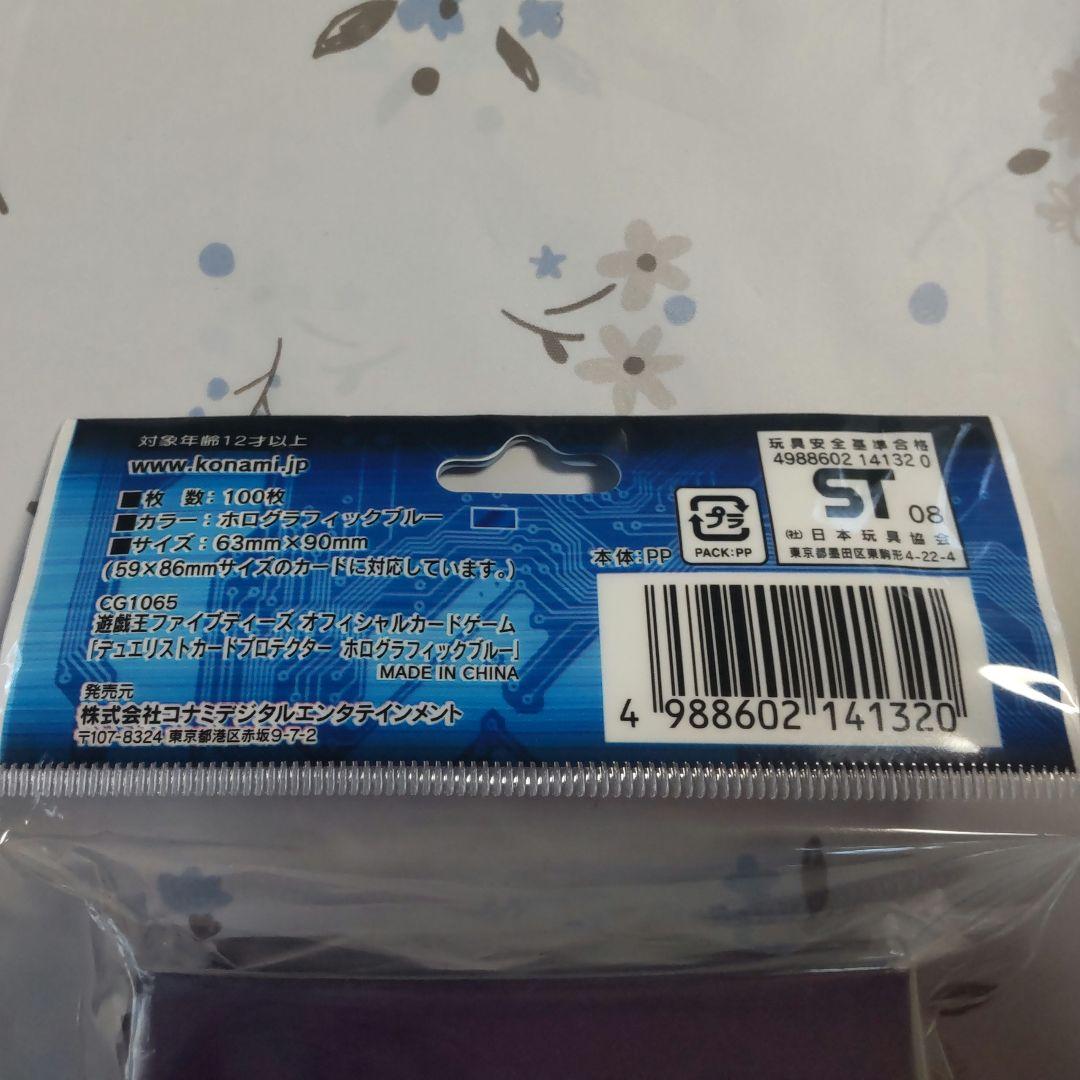 対象年齢12才以上
www.konami.jp
■枚 数：100枚
■カラー：ホログラフィックブルー
■サイズ：63mm×90mm
(59×86mmサイズのカードに対応しています。)
CG1065
遊戯王ファイブディーズ オフィシャルカードゲーム
「デュエリストカードプロテクター ホログラフィックブルー」
MADE IN CHINA
発売元
株式会社コナミデジタルエンタテインメント
〒107-8324 東京都港区赤坂9-7-2
本体：PP
プラ
PACK：PP
玩具安全基準合格
4988602 14132 0
ST 08
(社)日本玩具協会
東京都墨田区東駒形4-22-4
4 988602 141320